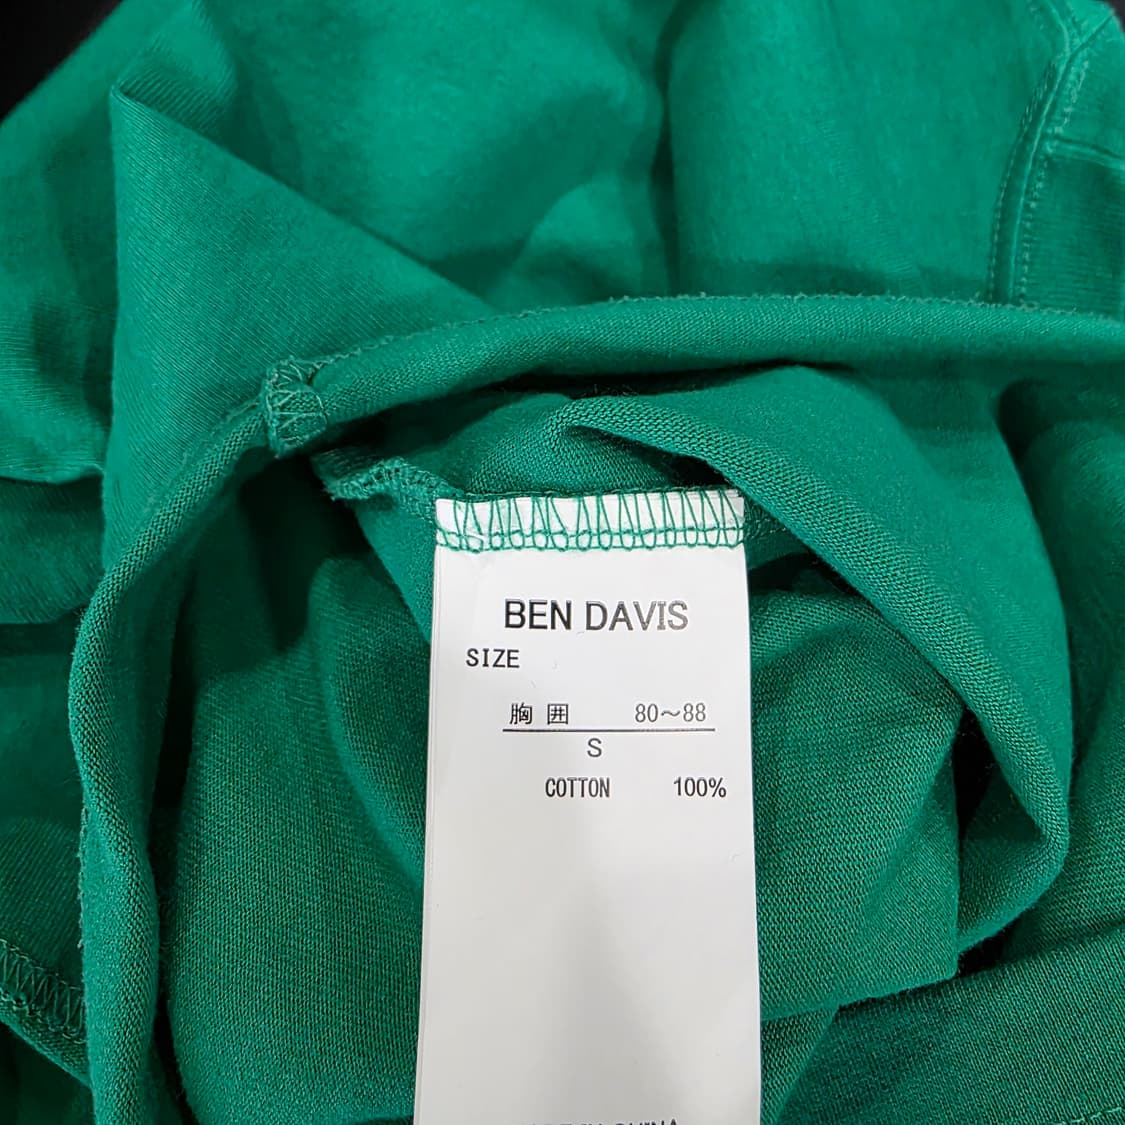 BEN DAVIS
SIZE
胸 囲 80〜88
S
COTTON 100%